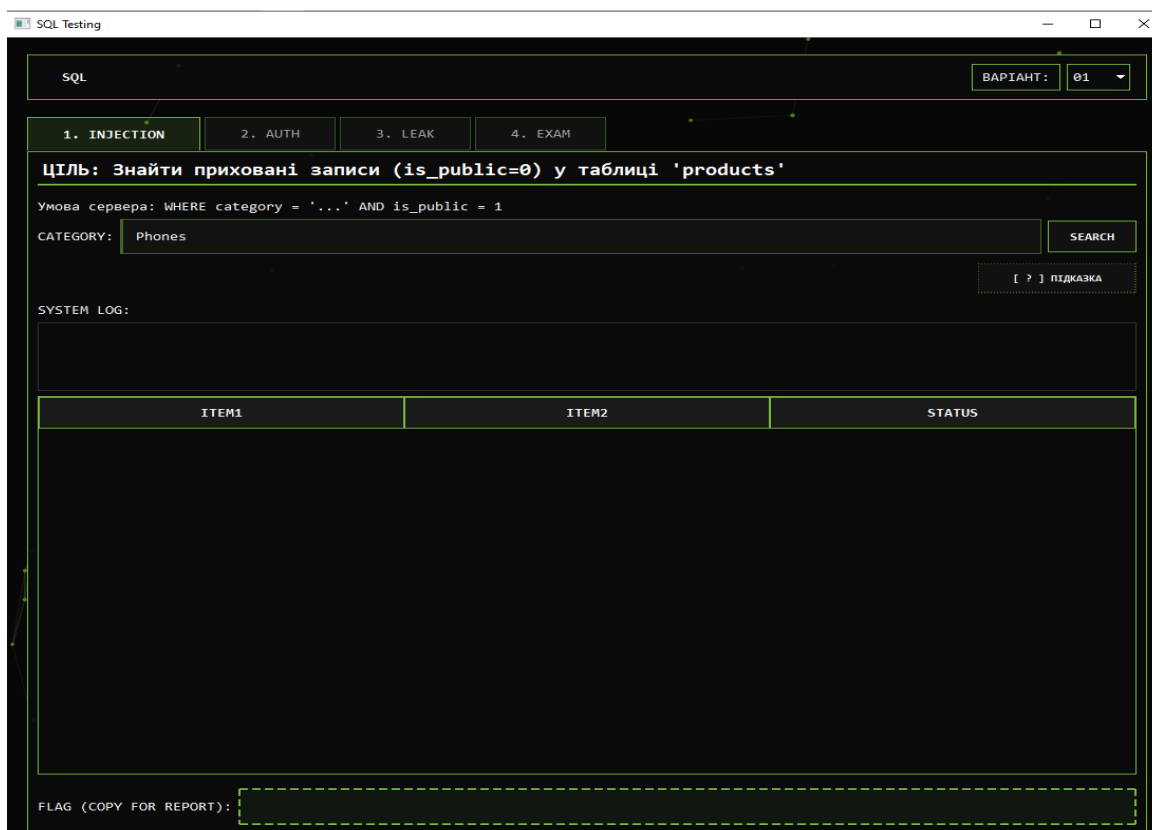 SQL Testing
SQL
ВАРІАНТ: 01
1. INJECTION 2. AUTH 3. LEAK 4. EXAM
ЦІЛЬ: Знайти приховані записи (is_public=0) у таблиці 'products'
Умова сервера: WHERE category = '...' AND is_public = 1
CATEGORY: Phones SEARCH
[ ? ] ПІДКАЗКА
SYSTEM LOG:
ITEM1 ITEM2 STATUS
FLAG (COPY FOR REPORT):